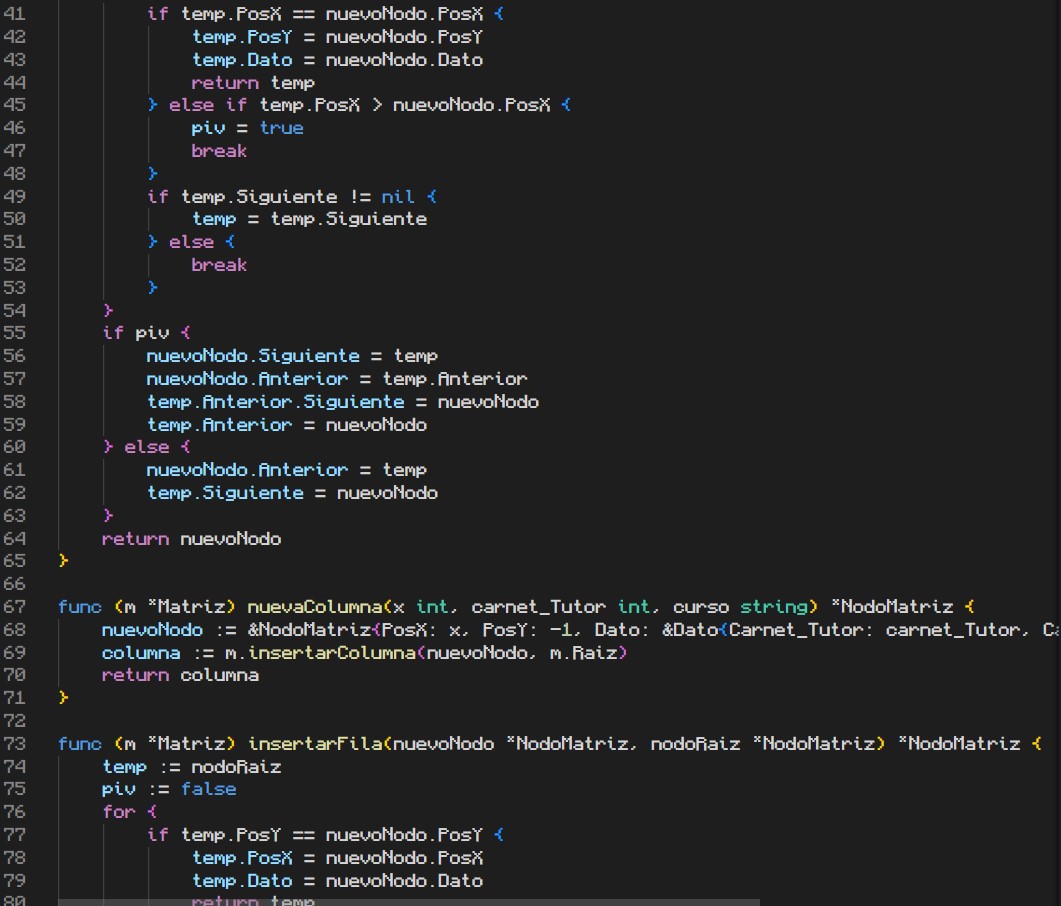 41 if temp.PosX == nuevoNodo.PosX {
42 temp.PosY = nuevoNodo.PosY
43 temp.Dato = nuevoNodo.Dato
44 return temp
45 } else if temp.PosX > nuevoNodo.PosX {
46 piv = true
47 break
48 }
49 if temp.Siguiente != nil {
50 temp = temp.Siguiente
51 } else {
52 break
53 }
54 }
55 if piv {
56 nuevoNodo.Siguiente = temp
57 nuevoNodo.Anterior = temp.Anterior
58 temp.Anterior.Siguiente = nuevoNodo
59 temp.Anterior = nuevoNodo
60 } else {
61 nuevoNodo.Anterior = temp
62 temp.Siguiente = nuevoNodo
63 }
64 return nuevoNodo
65 }
66
67 func (m *Matriz) nuevaColumna(x int, carnet_Tutor int, curso string) *NodoMatriz {
68 nuevoNodo := &NodoMatriz{PosX: x, PosY: -1, Dato: &Dato{Carnet_Tutor: carnet_Tutor,
69 columna := m.insertarColumna(nuevoNodo, m.Raiz)
70 return columna
71 }
72
73 func (m *Matriz) insertarFila(nuevoNodo *NodoMatriz, nodoRaiz *NodoMatriz) *NodoMatriz {
74 temp := nodoRaiz
75 piv := false
76 for {
77 if temp.PosY == nuevoNodo.PosY {
78 temp.PosX = nuevoNodo.PosX
79 temp.Dato = nuevoNodo.Dato
80 return temp